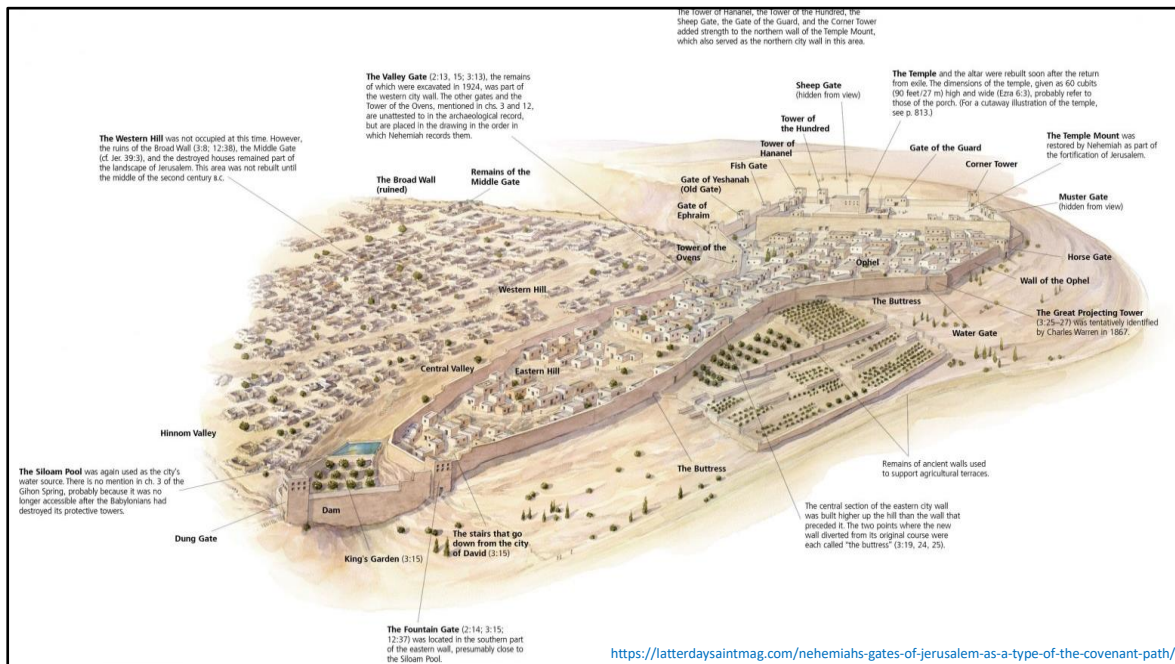 The Tower of Hananel, the Tower of the Hundred, the
Sheep Gate, the Gate of the Guard, and the Corner Tower
added strength to the northern wall of the Temple Mount,
which also served as the northern city wall in this area.
The Valley Gate (2:13, 15; 3:13), the remains
of which were excavated in 1924, was part of
the western city wall. The other gates and the
Tower of the Ovens, mentioned in chs. 3 and 12,
are unattested to in the archaeological record,
but are placed in the drawing in the order in
which Nehemiah records them.
Sheep Gate
(hidden from view)
The Temple and the altar were rebuilt soon after the return
from exile. The dimensions of the temple, given as 60 cubits
(90 feet/27 m) high and wide (Ezra 6:3), probably refer to
those of the porch. (For a cutaway illustration of the temple,
see p. 813.)
The Western Hill was not occupied at this time. However,
the ruins of the Broad Wall (3:8; 12:38), the Middle Gate
(cf. Jer. 39:3), and the destroyed houses remained part of
the landscape of Jerusalem. This area was not rebuilt until
the middle of the second century B.C.
The Broad Wall
(ruined)
Remains of the
Middle Gate
Tower of
the Hundred
Tower of
Hananel
Fish Gate
Gate of Yeshanah
(Old Gate)
Gate of
Ephraim
Tower of the
Ovens
Gate of the Guard
The Temple Mount was
restored by Nehemiah as part of
the fortification of Jerusalem.
Corner Tower
Muster Gate
(hidden from view)
Horse Gate
Ophel
Wall of the Ophel
Western Hill
The Buttress
The Great Projecting Tower
(3:25–27) was tentatively identified
by Charles Warren in 1867.
Water Gate
Central Valley
Eastern Hill
Hinnom Valley
The Siloam Pool was again used as the city's
water source. There is no mention in ch. 3 of the
Gihon Spring, probably because it was no
longer accessible after the Babylonians had
destroyed its protective towers.
The Buttress
Remains of ancient walls used
to support agricultural terraces.
Dam
Dung Gate
King's Garden (3:15)
The stairs that go
down from the city
of David (3:15)
The central section of the eastern city wall
was built higher up the hill than the wall that
preceded it. The two points where the new
wall diverted from its original course were
each called “the buttress” (3:19, 24, 25).
The Fountain Gate (2:14; 3:15;
12:37) was located in the southern part
of the eastern wall, presumably close to
the Siloam Pool.
https://latterdaysaintmag.com/nehemiahs-gates-of-jerusalem-as-a-type-of-the-covenant-path/